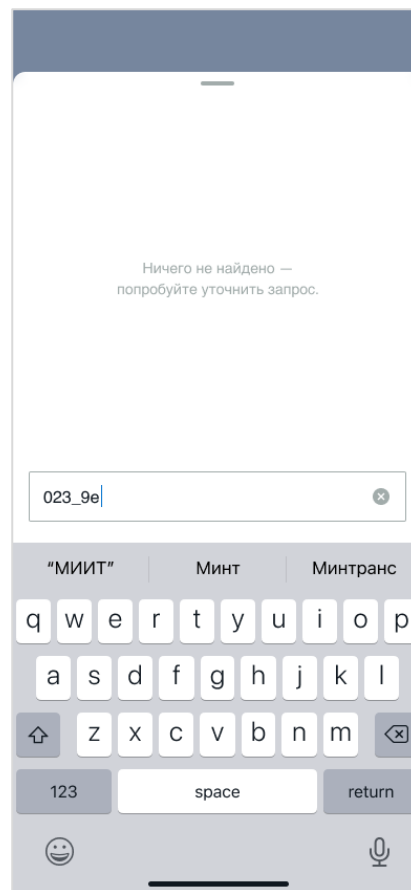 Ничего не найдено —
попробуйте уточнить запрос.
023_9e
“МИИТ” Минт Минтранс
q w e r t y u i o p
a s d f g h j k l
z x c v b n m
123 space return